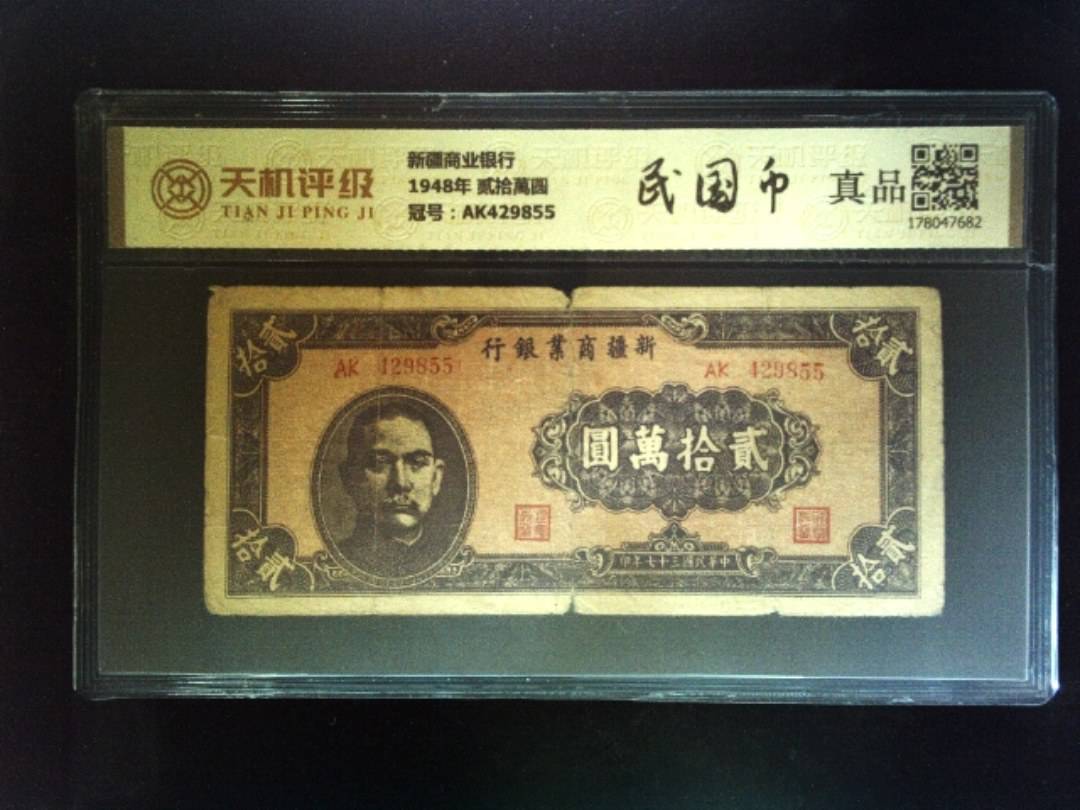 天机评级
TIAN JI PING JI
新疆商业银行
1948年 贰拾萬圆
冠号：AK429855
民国币
真品
178047682
拾貳
拾貳
行銀業商疆新
AK 429855
AK 429855
圓萬拾貳
印年七十三國民華中
拾貳
拾貳